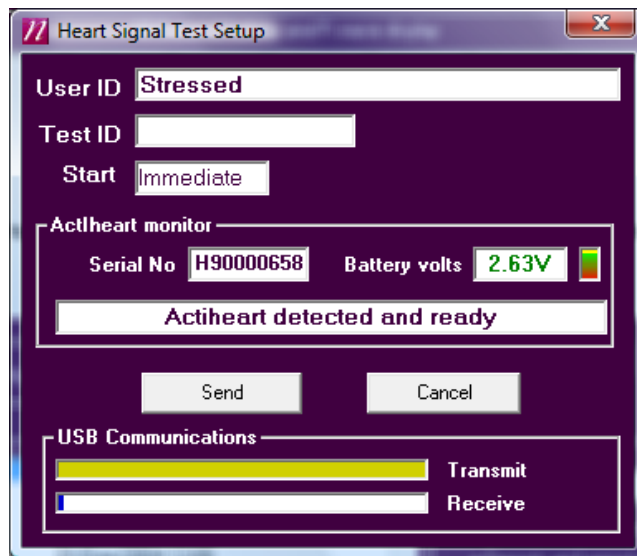 Heart Signal Test Setup
User ID Stressed
Test ID
Start Immediate
Actlheart monitor
Serial No H90000658 Battery volts 2.63V
Actiheart detected and ready
Send Cancel
USB Communications
Transmit
Receive